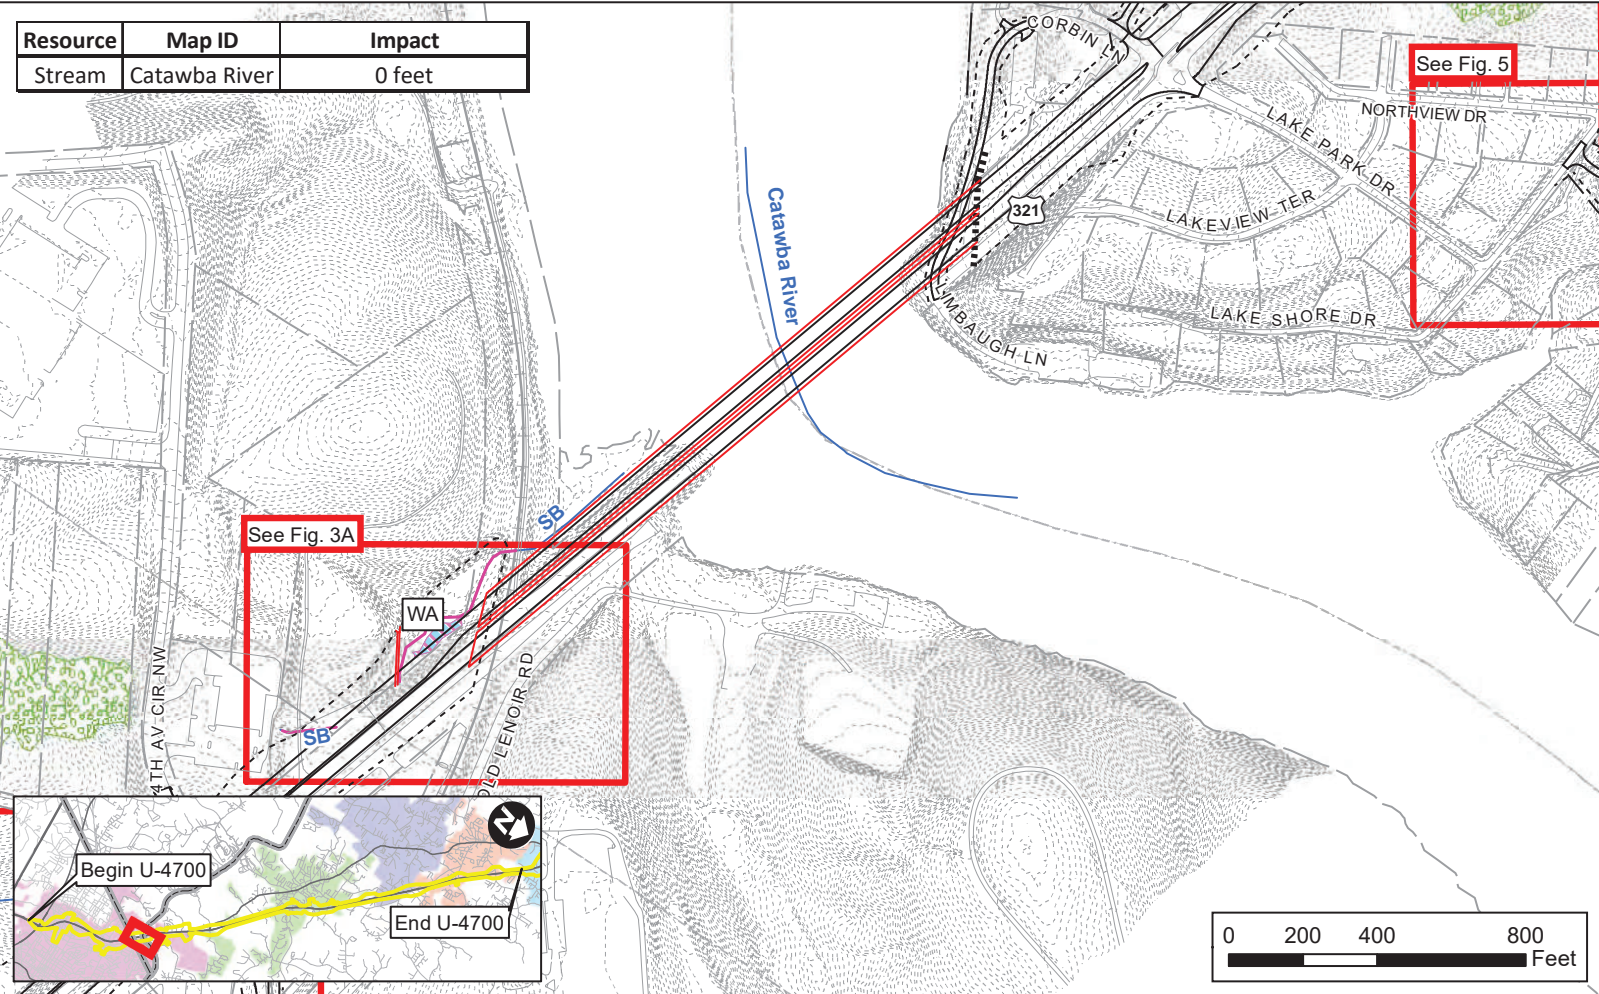 Resource Map ID Impact
Stream Catawba River 0 feet
CORBIN LN
See Fig. 5
NORTHVIEW DR
LAKE PARK DR
321
LAKEVIEW TER
Catawba River
LAKE SHORE DR
LIMBAUGH LN
SB
See Fig. 3A
WA
4TH AV CIR NW
OLD LENOIR RD
SB
N
Begin U-4700
End U-4700
0 200 400 800
Feet